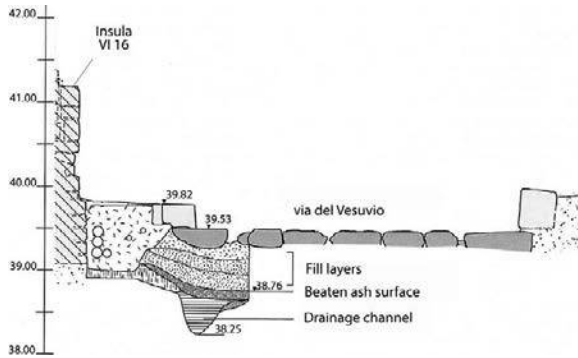 42.00
Insula
VI 16
41.00
40.00
39.82
39.53
via del Vesuvio
39.00
Fill layers
38.76
Beaten ash surface
Drainage channel
38.25
38.00